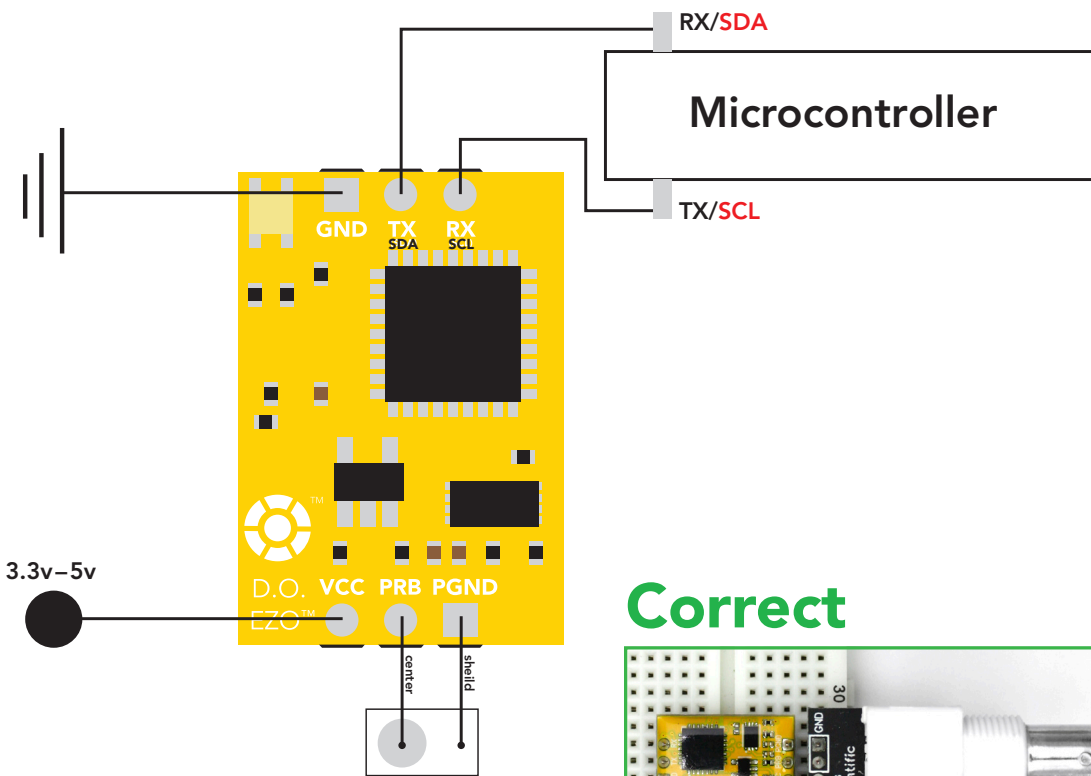 RX/SDA
Microcontroller
TX/SCL
GND TX RX
SDA SCL
™
3.3v–5v
D.O. VCC PRB PGND
EZO™
center
sheild
Correct
30
GND